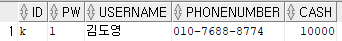 ID PW USERNAME PHONENUMBER CASH
1 k 1 김도영 010-7688-8774 10000